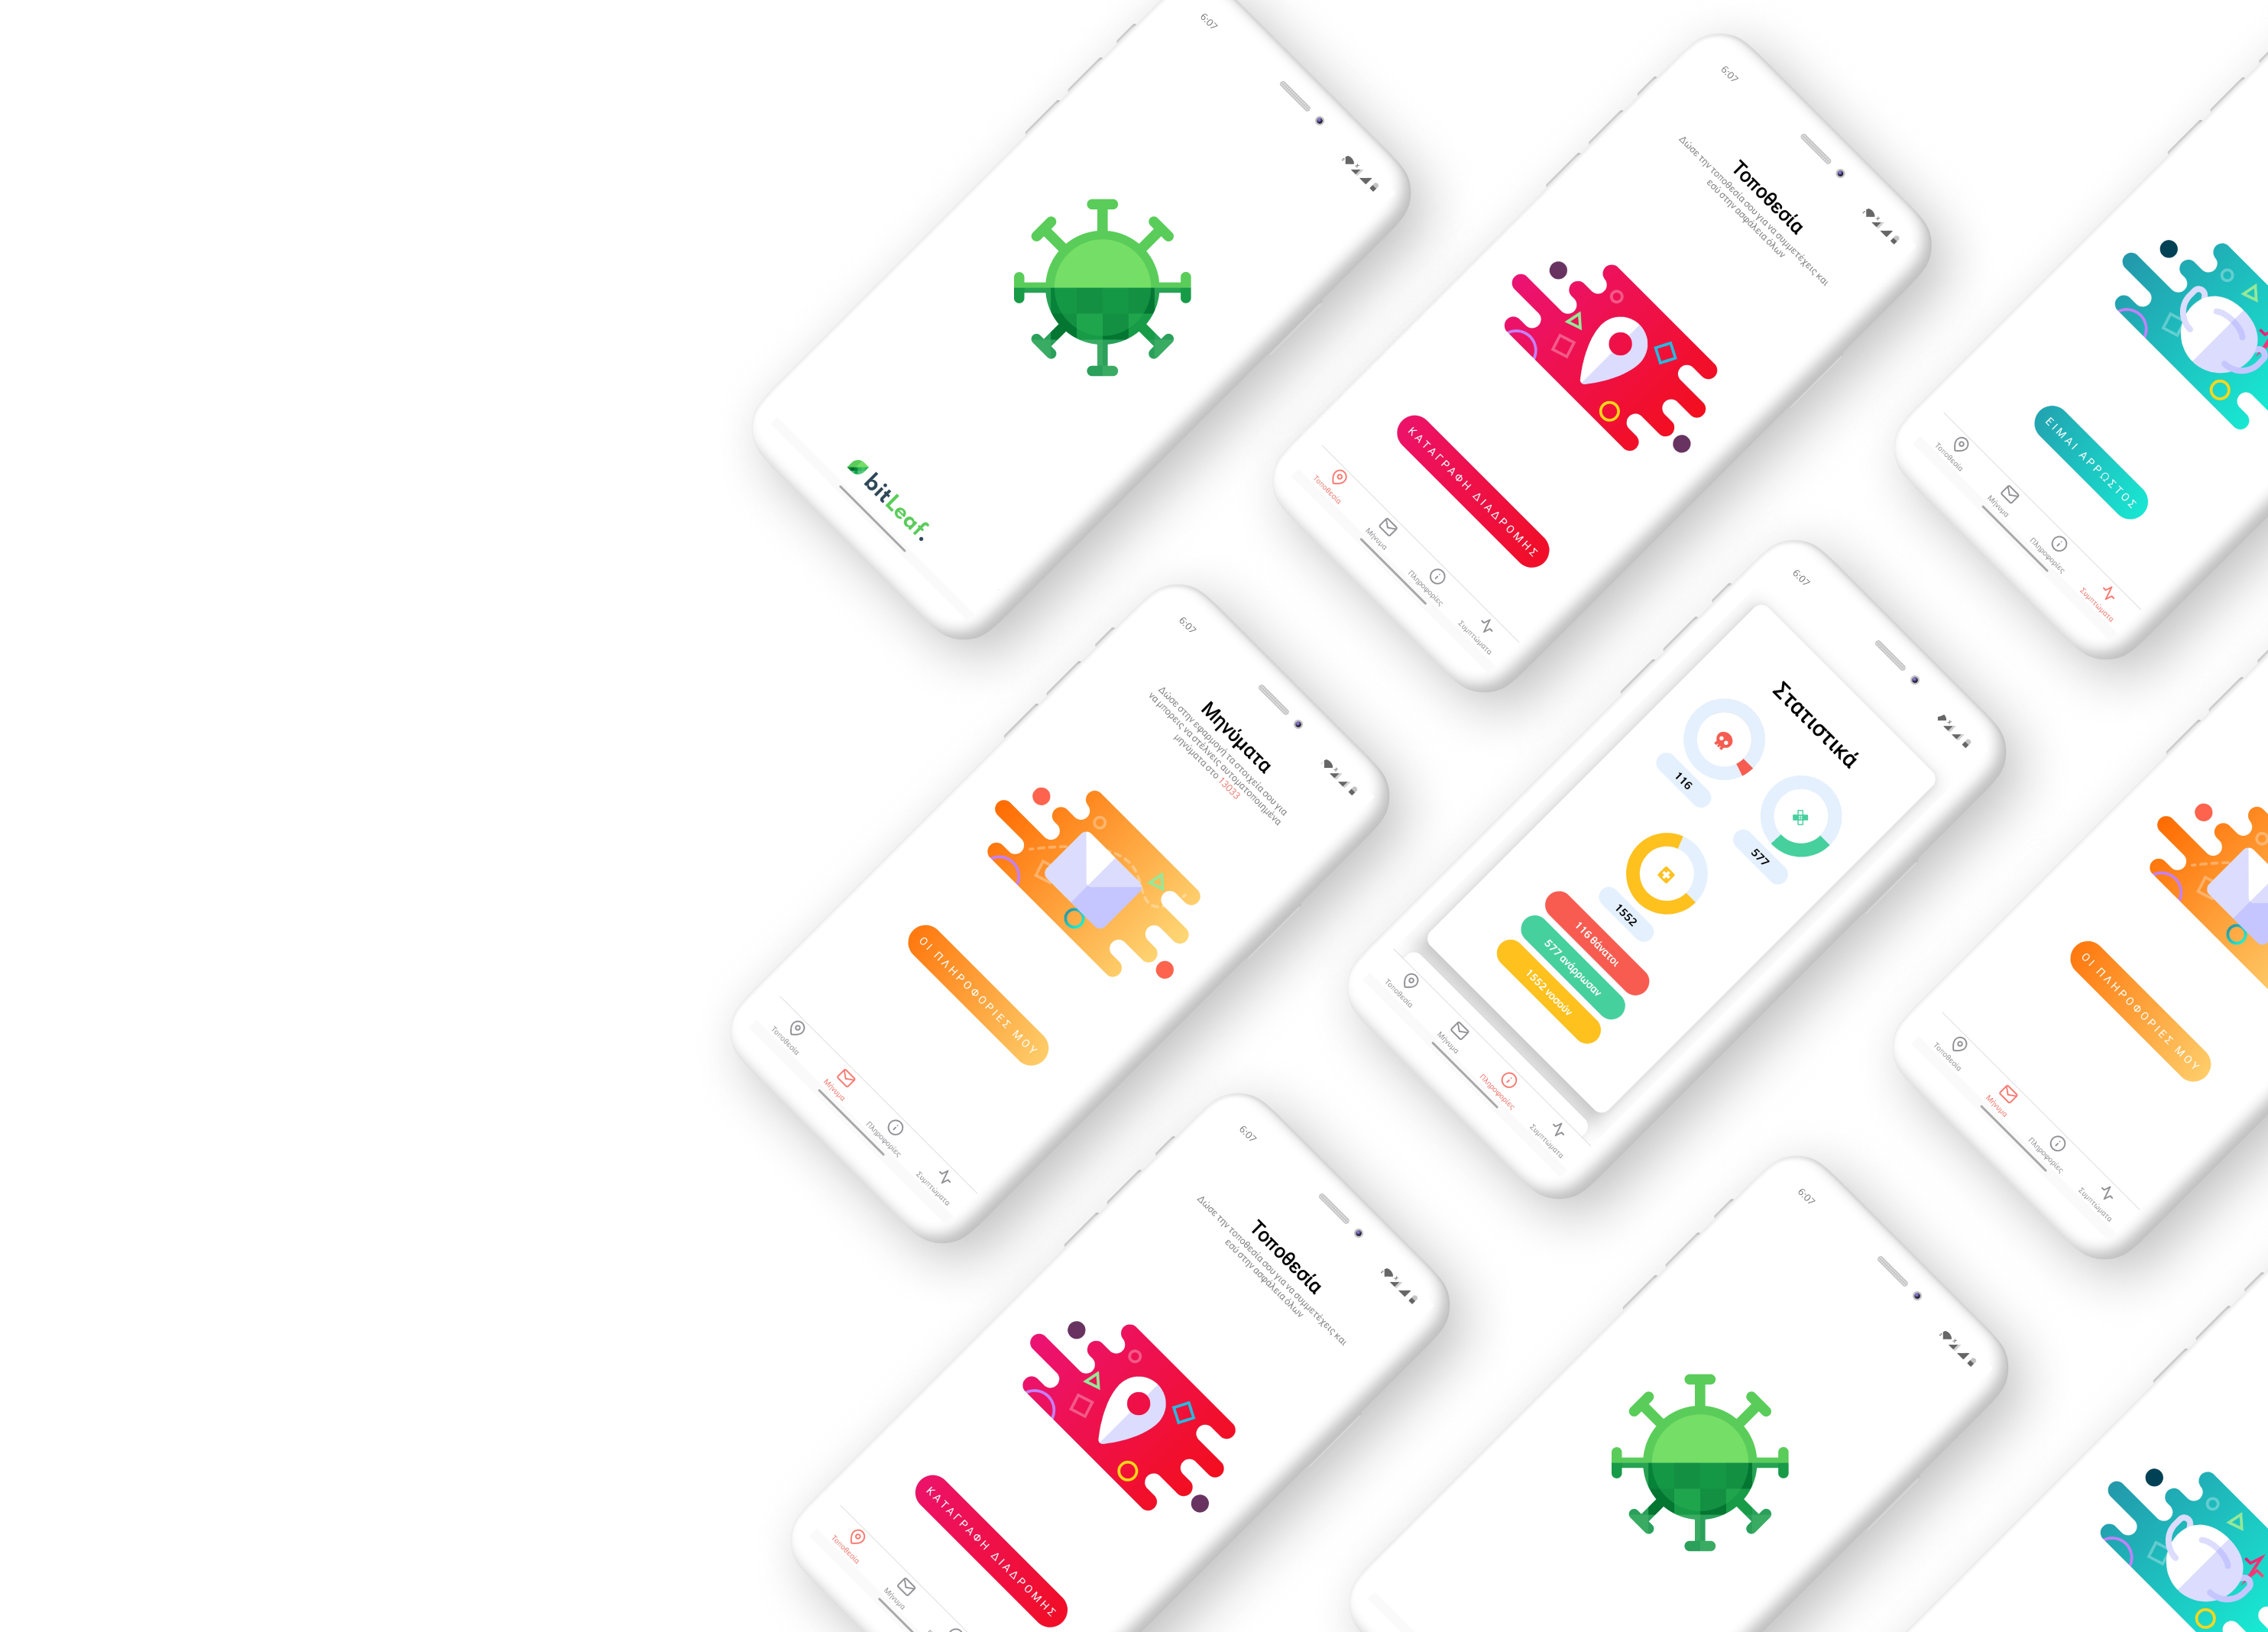 6:07
bitLeaf.
6:07
Τοποθεσία
Δώσε την τοποθεσία σου για να συμμετέχεις και
εσύ στην ασφάλεια όλων
ΚΑΤΑΓΡΑΦΗ ΔΙΑΔΡΟΜΗΣ
Τοποθεσία
Μήνυμα
Πληροφορίες
Συμπτώματα
ΕΙΜΑΙ ΑΡΡΩΣΤΟΣ
Τοποθεσία
Μήνυμα
Πληροφορίες
Συμπτώματα
6:07
Μηνύματα
Δώσε στην εφαρμογή τα στοιχεία σου για
να μπορείς να στέλνεις αυτοματοποιημένα
μηνύματα στο 13033
ΟΙ ΠΛΗΡΟΦΟΡΙΕΣ ΜΟΥ
Τοποθεσία
Μήνυμα
Πληροφορίες
Συμπτώματα
6:07
Στατιστικά
116
577
1552
116 θάνατοι
577 ανάρρωσαν
1552 νοσούν
Τοποθεσία
Μήνυμα
Πληροφορίες
Συμπτώματα
ΟΙ ΠΛΗΡΟΦΟΡΙΕΣ ΜΟΥ
Τοποθεσία
Μήνυμα
Πληροφορίες
Συμπτώματα
6:07
Τοποθεσία
Δώσε την τοποθεσία σου για να συμμετέχεις και
εσύ στην ασφάλεια όλων
ΚΑΤΑΓΡΑΦΗ ΔΙΑΔΡΟΜΗΣ
Τοποθεσία
Μήνυμα
6:07